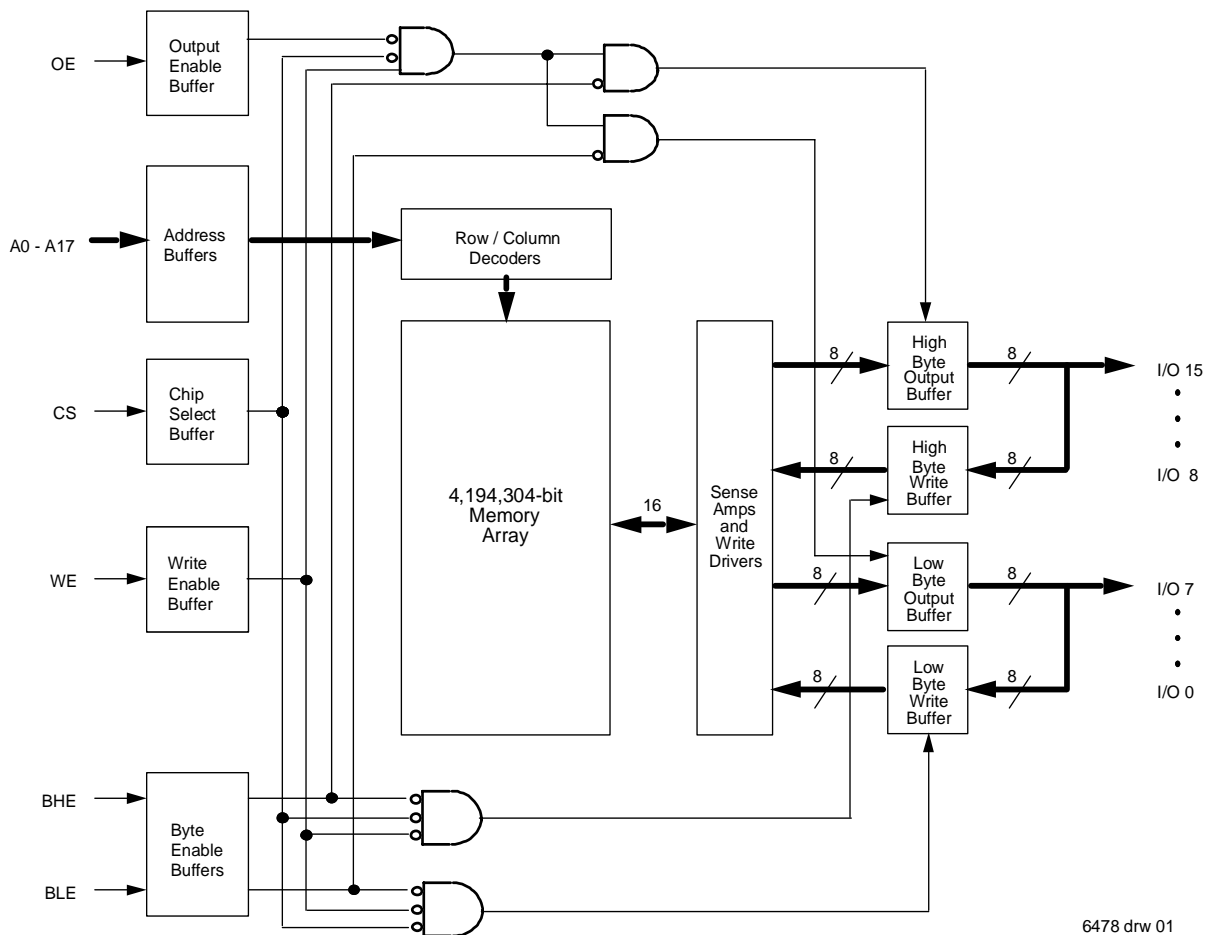 OE
Output
Enable
Buffer
A0 - A17
Address
Buffers
Row / Column
Decoders
CS
Chip
Select
Buffer
WE
Write
Enable
Buffer
4,194,304-bit
Memory
Array
16
Sense
Amps
and
Write
Drivers
8
High
Byte
Output
Buffer
8
I/O 15
8
High
Byte
Write
Buffer
8
I/O 8
8
Low
Byte
Output
Buffer
8
I/O 7
8
Low
Byte
Write
Buffer
8
I/O 0
BHE
BLE
Byte
Enable
Buffers
6478 drw 01